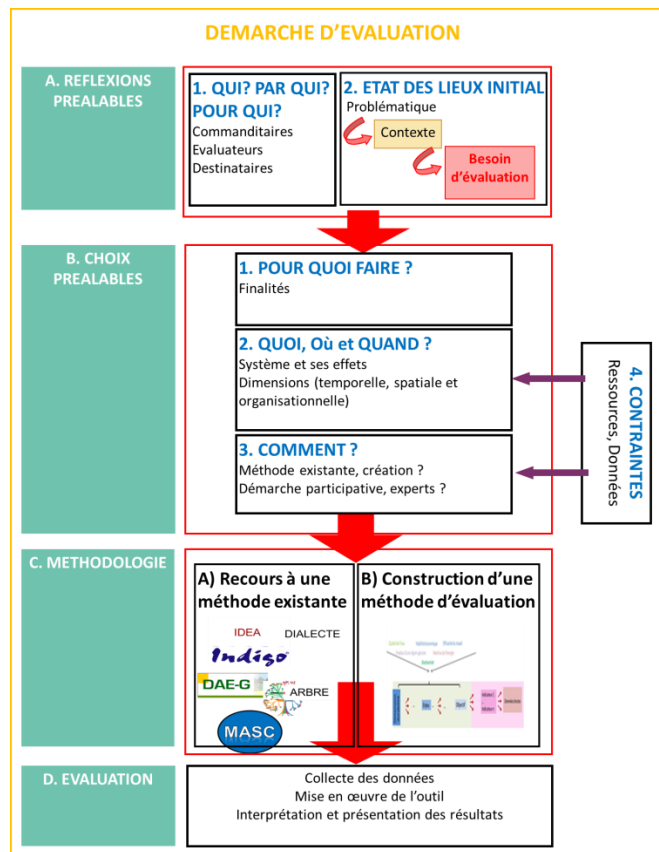 DEMARCHE D'EVALUATION
A. REFLEXIONS
PREALABLES
1. QUI? PAR QUI?
POUR QUI?
Commanditaires
Evaluateurs
Destinataires
2. ETAT DES LIEUX INITIAL
Problématique
Contexte
Besoin
d'évaluation
B. CHOIX
PREALABLES
1. POUR QUOI FAIRE ?
Finalités
2. QUOI, Où et QUAND ?
Système et ses effets
Dimensions (temporelle, spatiale et
organisationnelle)
3. COMMENT ?
Méthode existante, création ?
Démarche participative, experts ?
4. CONTRAINTES
Ressources, Données
C. METHODOLOGIE
A) Recours à une
méthode existante
IDEA
DIALECTE
Indigo
DAE-G
ARBRE
MASC
B) Construction d'une
méthode d'évaluation
D. EVALUATION
Collecte des données
Mise en œuvre de l'outil
Interprétation et présentation des résultats